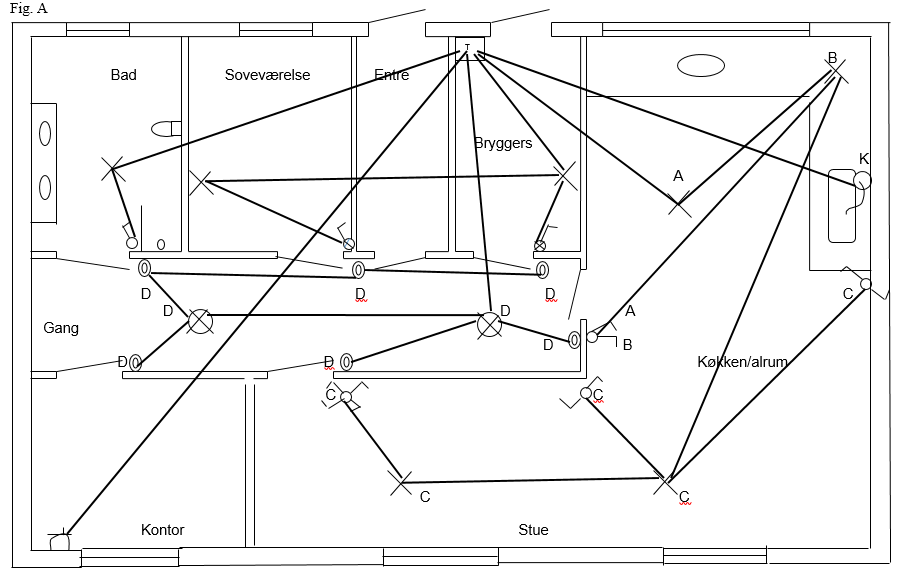 Fig. A
T
B
Bad
Soveværelse
Entre
Bryggers
K
A
D
D
D
C
D
D
A
Gang
D
B
D
D
Køkken/alrum
C
C
C
C
Kontor
Stue